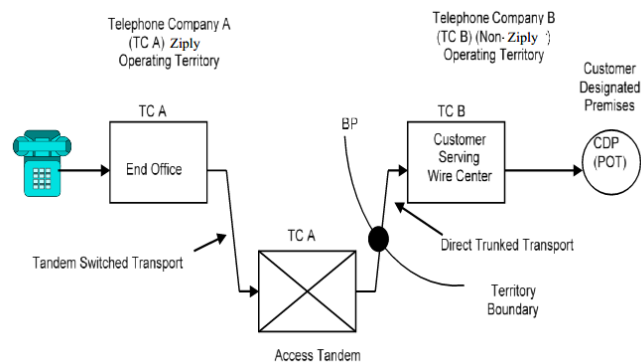 Telephone Company A
(TC A) Ziply
Operating Territory
Telephone Company B
(TC B) (Non- Ziply )
Operating Territory
Customer
Designated
Premises
TC A
End Office
BP
TC B
Customer
Serving
Wire Center
CDP
(POT)
Tandem Switched Transport
TC A
Direct Trunked Transport
Territory
Boundary
Access Tandem